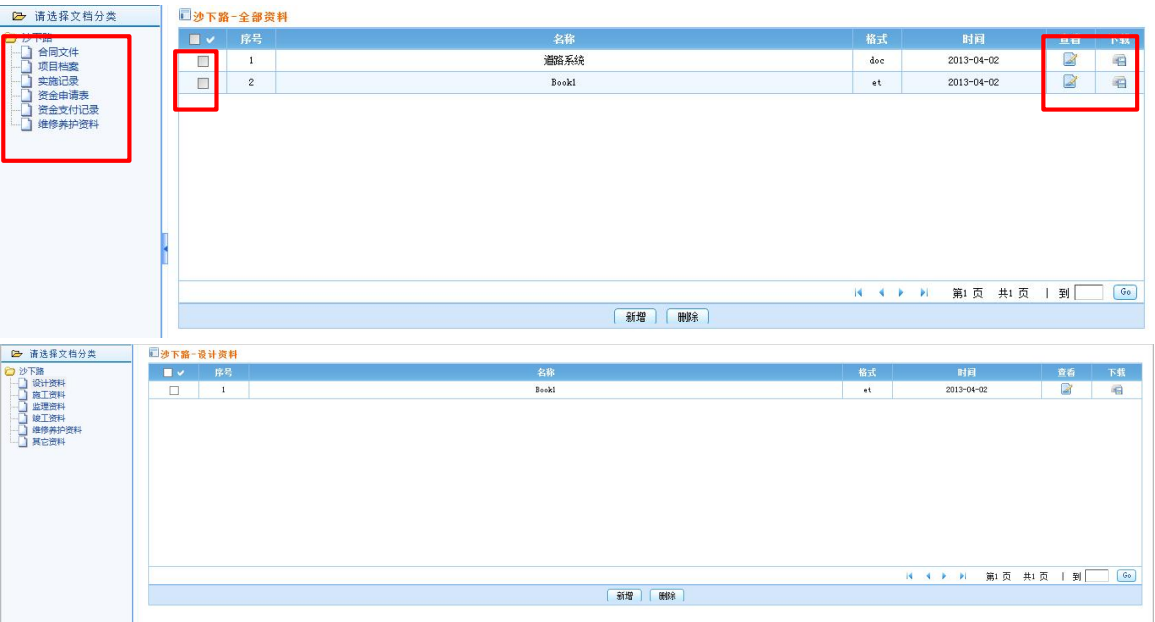 请选择文档分类
沙下路
合同文件
项目档案
实施记录
资金申请表
资金支付记录
维修养护资料
沙下路-全部资料
序号 名称 格式 时间 查看 下载
1 道路系统 doc 2013-04-02
2 Book1 et 2013-04-02
第1 页 共1 页 | 到 Go
新增 删除
请选择文档分类
沙下路
设计资料
施工资料
监理资料
竣工资料
维修养护资料
其它资料
沙下路-设计资料
序号 名称 格式 时间 查看 下载
1 Book1 et 2013-04-02
第1 页 共1 页 | 到 Go
新增 删除